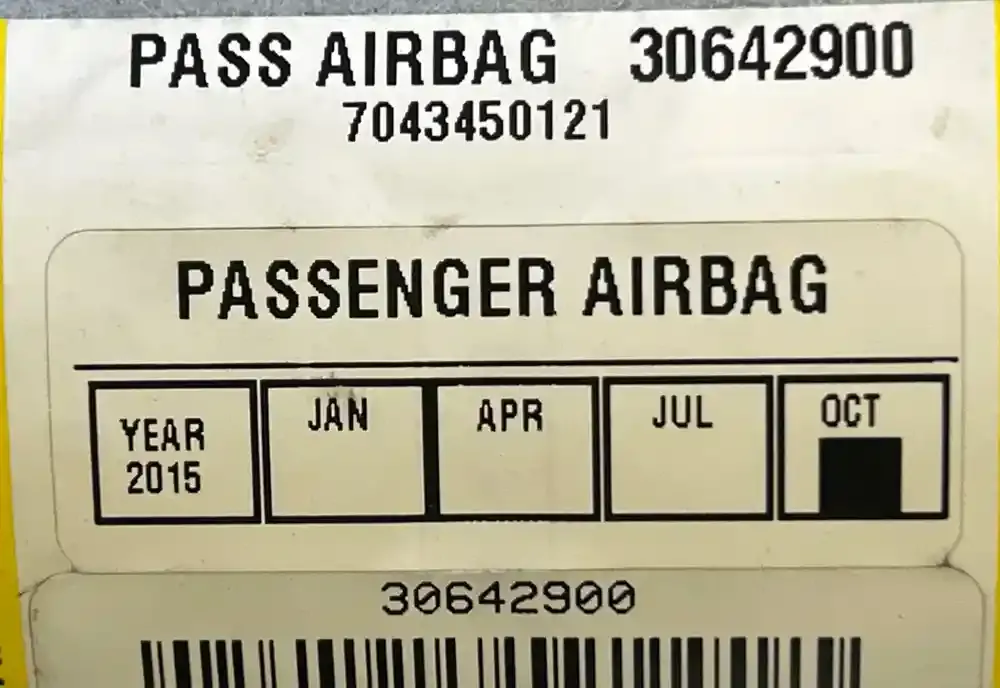 PASS AIRBAG 30642900
7043450121
PASSENGER AIRBAG
YEAR 2015 JAN APR JUL OCT
30642900